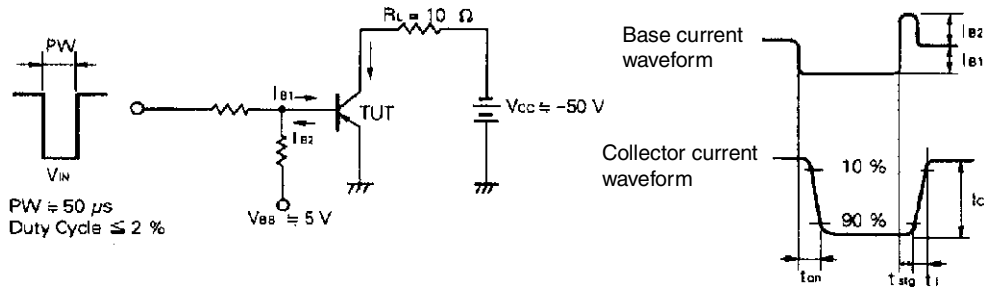 PW
VIN
PW ≒ 50 μs
Duty Cycle ≦ 2 %
RL = 10 Ω
IB1
IB2
TUT
VBB ≒ 5 V
VCC ≒ −50 V
Base current
waveform
IB2
IB1
Collector current
waveform
10 %
90 %
IC
ton
tstg
tf